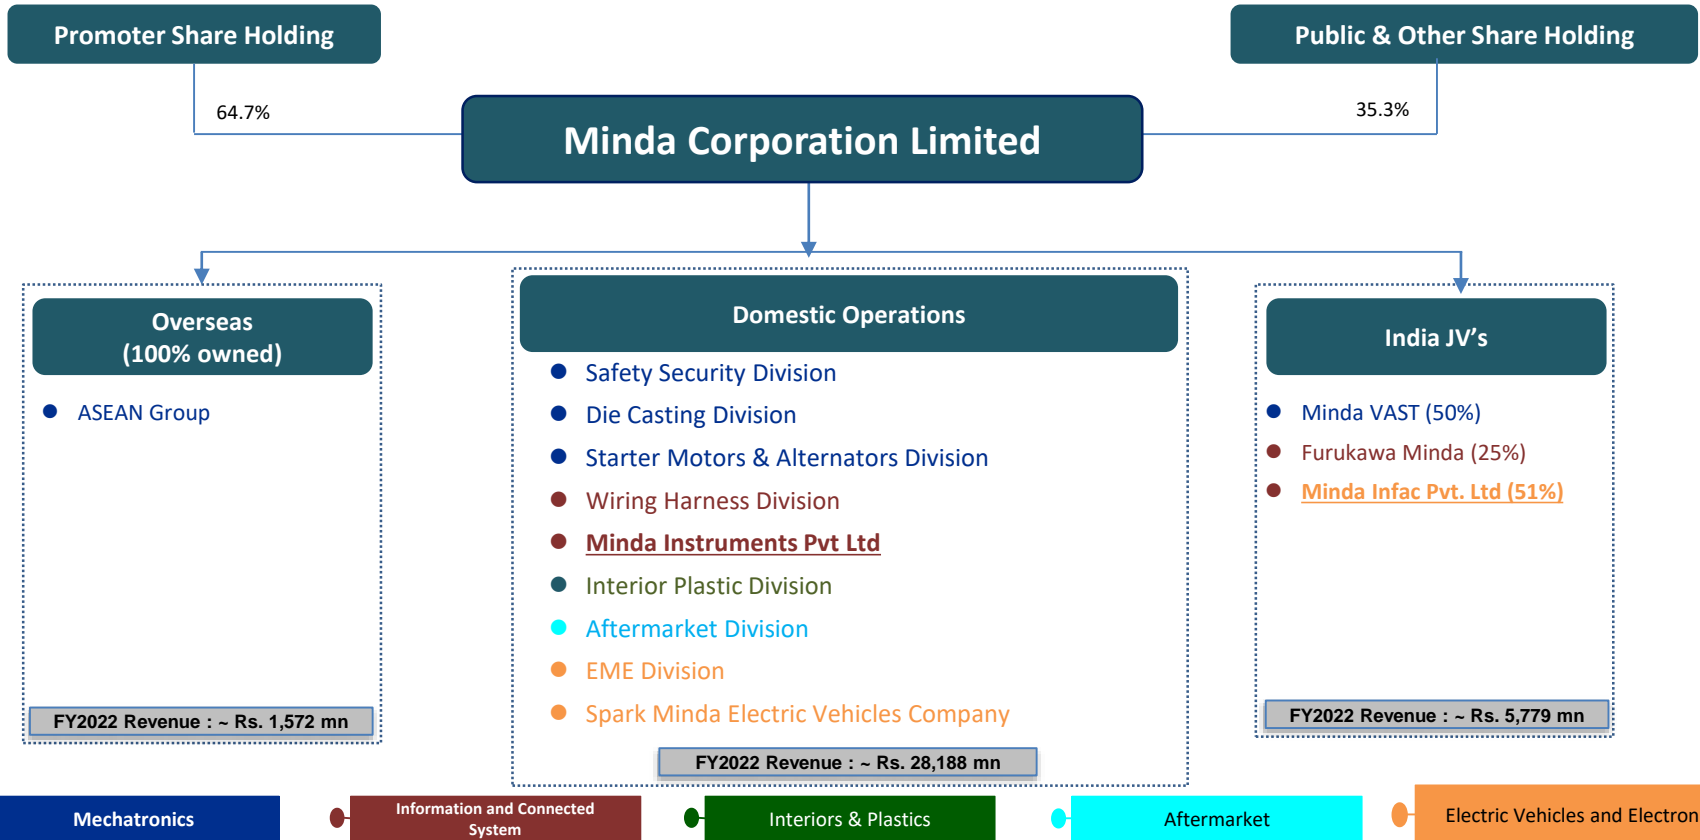 Promoter Share Holding
Public & Other Share Holding
64.7%
35.3%
Minda Corporation Limited
Overseas
(100% owned)
ASEAN Group
FY2022 Revenue : ~ Rs. 1,572 mn
Domestic Operations
Safety Security Division
Die Casting Division
Starter Motors & Alternators Division
Wiring Harness Division
Minda Instruments Pvt Ltd
Interior Plastic Division
Aftermarket Division
EME Division
Spark Minda Electric Vehicles Company
FY2022 Revenue : ~ Rs. 28,188 mn
India JV's
Minda VAST (50%)
Furukawa Minda (25%)
Minda Infac Pvt. Ltd (51%)
FY2022 Revenue : ~ Rs. 5,779 mn
Mechatronics
Information and Connected
System
Interiors & Plastics
Aftermarket
Electric Vehicles and Electron